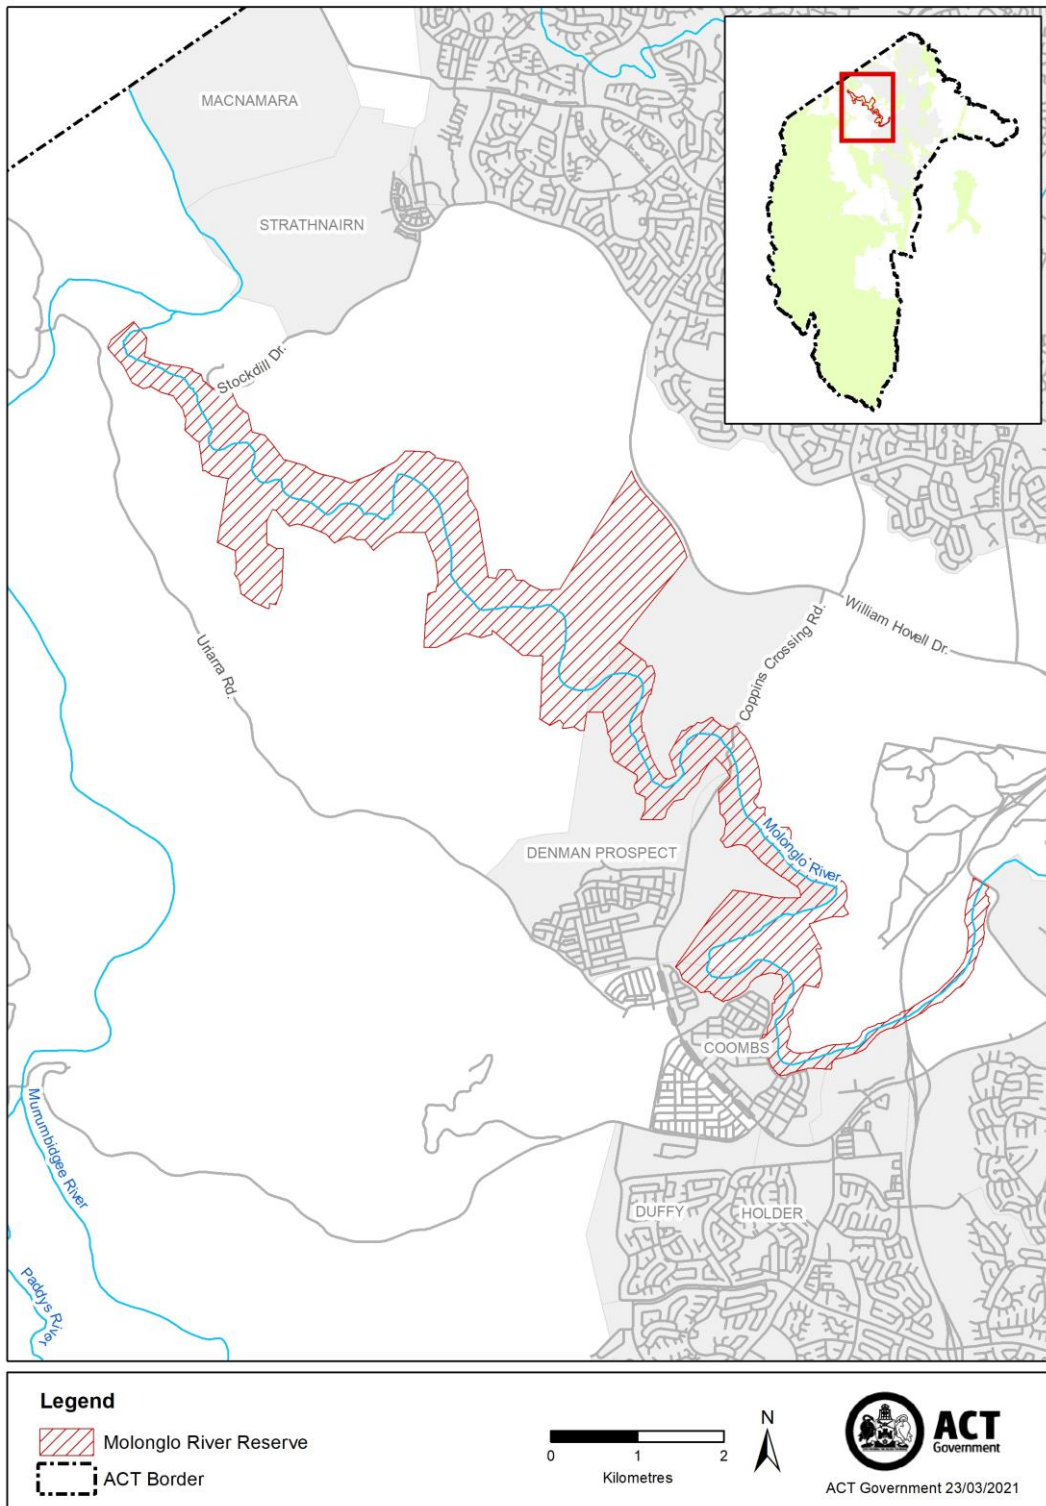 MACNAMARA
STRATHNAIRN
Stockdill Dr.
Uriarra Rd.
William Hovell Dr.
Coppins Crossing Rd.
Molonglo River
DENMAN PROSPECT
COOMBS
Murrumbidgee River
DUFFY
HOLDER
Paddys River
Legend
Molonglo River Reserve
ACT Border
0 1 2
Kilometres
N
ACT
Government
ACT Government 23/03/2021